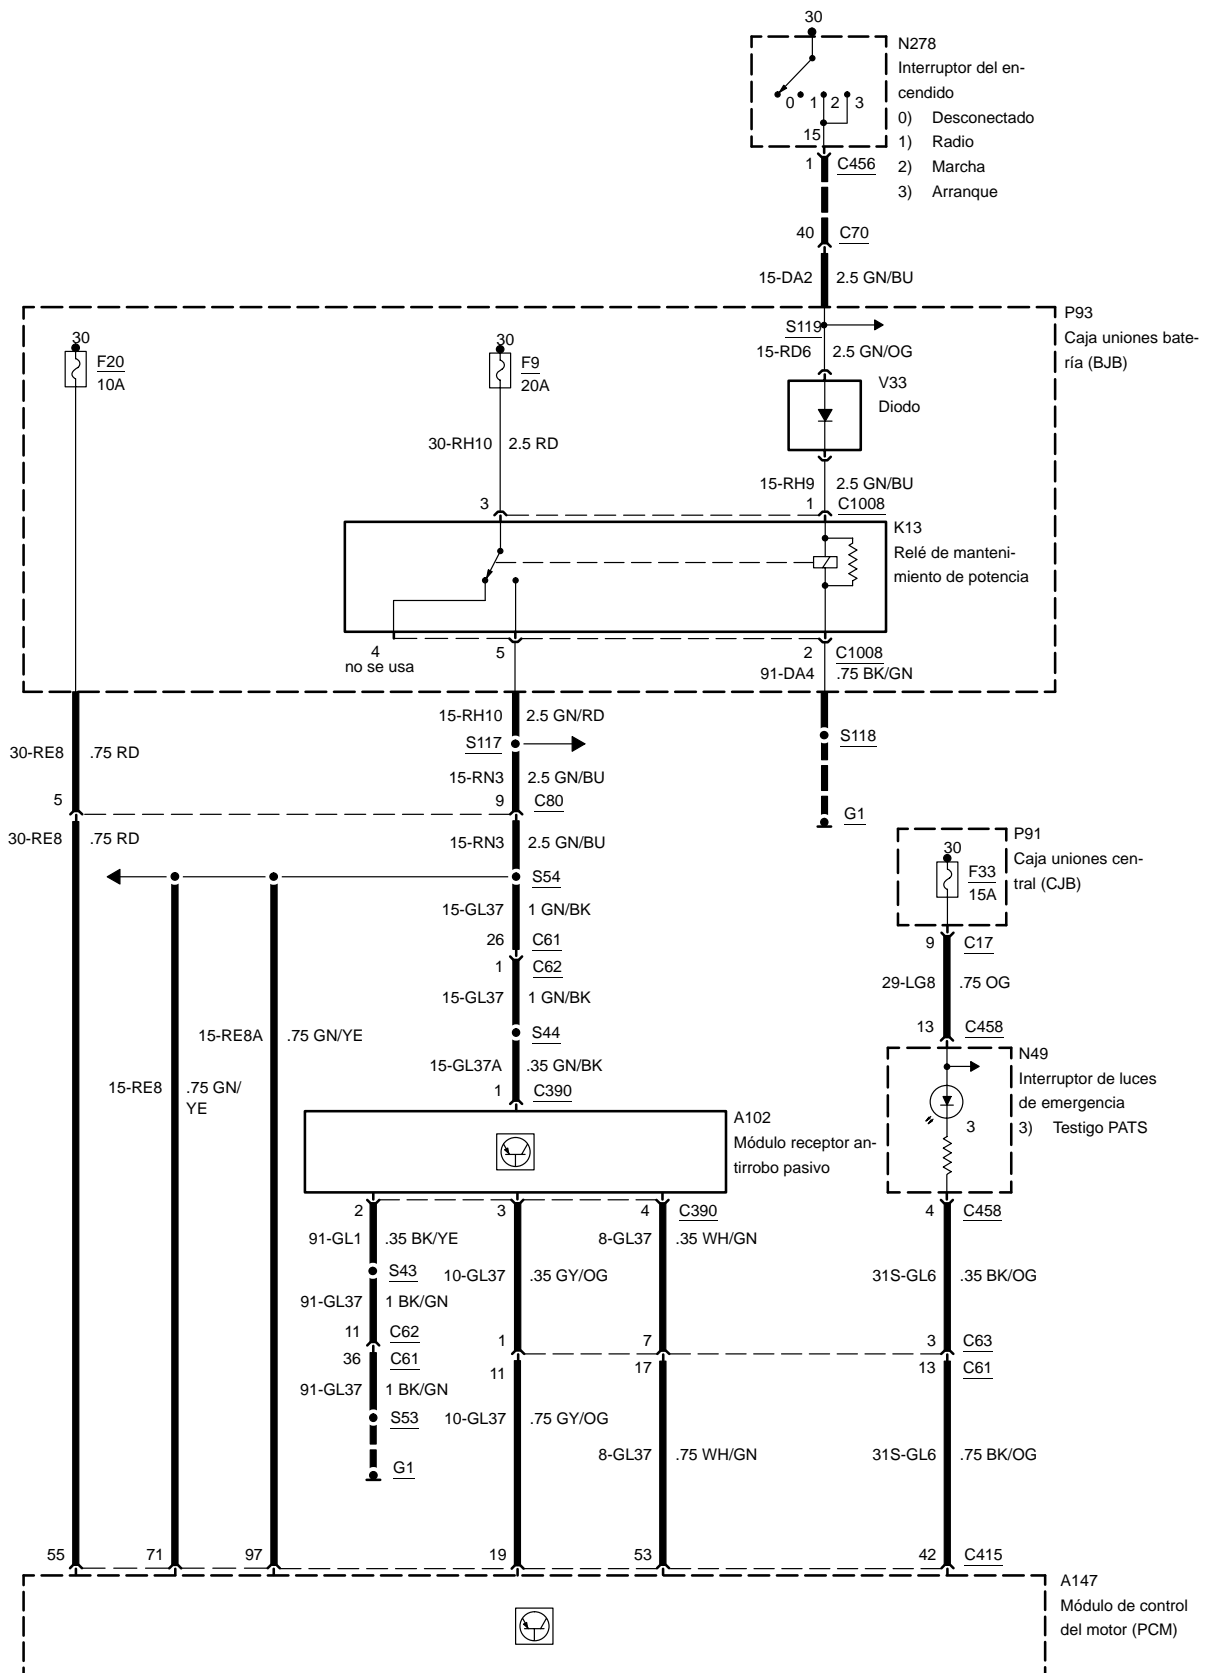 30
N278
Interruptor del en-
cendido
0) Desconectado
1) Radio
2) Marcha
3) Arranque
0 1 2 3
15
1 C456
40 C70
15-DA2 2.5 GN/BU
P93
Caja uniones bate-
ría (BJB)
30
F20
10A
30
F9
20A
S119
15-RD6 2.5 GN/OG
V33
Diodo
30-RH10 2.5 RD
15-RH9 2.5 GN/BU
3 1 C1008
K13
Relé de manteni-
miento de potencia
4 5 2 C1008
no se usa
91-DA4 .75 BK/GN
15-RH10 2.5 GN/RD
S117
S118
30-RE8 .75 RD
15-RN3 2.5 GN/BU
5 9 C80
G1
30-RE8 .75 RD
15-RN3 2.5 GN/BU
P91
Caja uniones cen-
tral (CJB)
30
F33
15A
S54
15-GL37 1 GN/BK
26 C61
1 C62
9 C17
15-GL37 1 GN/BK
29-LG8 .75 OG
S44
13 C458
15-RE8A .75 GN/YE
15-GL37A .35 GN/BK
15-RE8 .75 GN/
YE
1 C390
N49
Interruptor de luces
de emergencia
3) Testigo PATS
3
A102
Módulo receptor an-
tirrobo pasivo
2 3 4 C390
4 C458
91-GL1 .35 BK/YE
8-GL37 .35 WH/GN
S43
10-GL37 .35 GY/OG
31S-GL6 .35 BK/OG
91-GL37 1 BK/GN
11 C62
1 7 3 C63
36 C61
11 17 13 C61
91-GL37 1 BK/GN
S53
10-GL37 .75 GY/OG
8-GL37 .75 WH/GN
31S-GL6 .75 BK/OG
G1
55 71 97 19 53 42 C415
A147
Módulo de control
del motor (PCM)